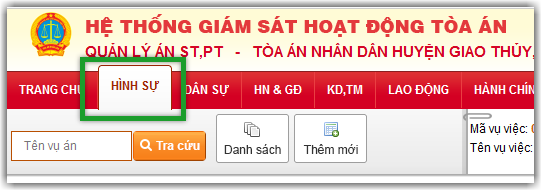 HỆ THỐNG GIÁM SÁT HOẠT ĐỘNG TÒA ÁN
QUẢN LÝ ÁN ST,PT - TÒA ÁN NHÂN DÂN HUYỆN GIAO THỦY,
TRANG CHỦ HÌNH SỰ DÂN SỰ HN & GĐ KD,TM LAO ĐỘNG HÀNH CHÍN
Tên vụ án Tra cứu Danh sách Thêm mới
Mã vụ việc:
Tên vụ việc: